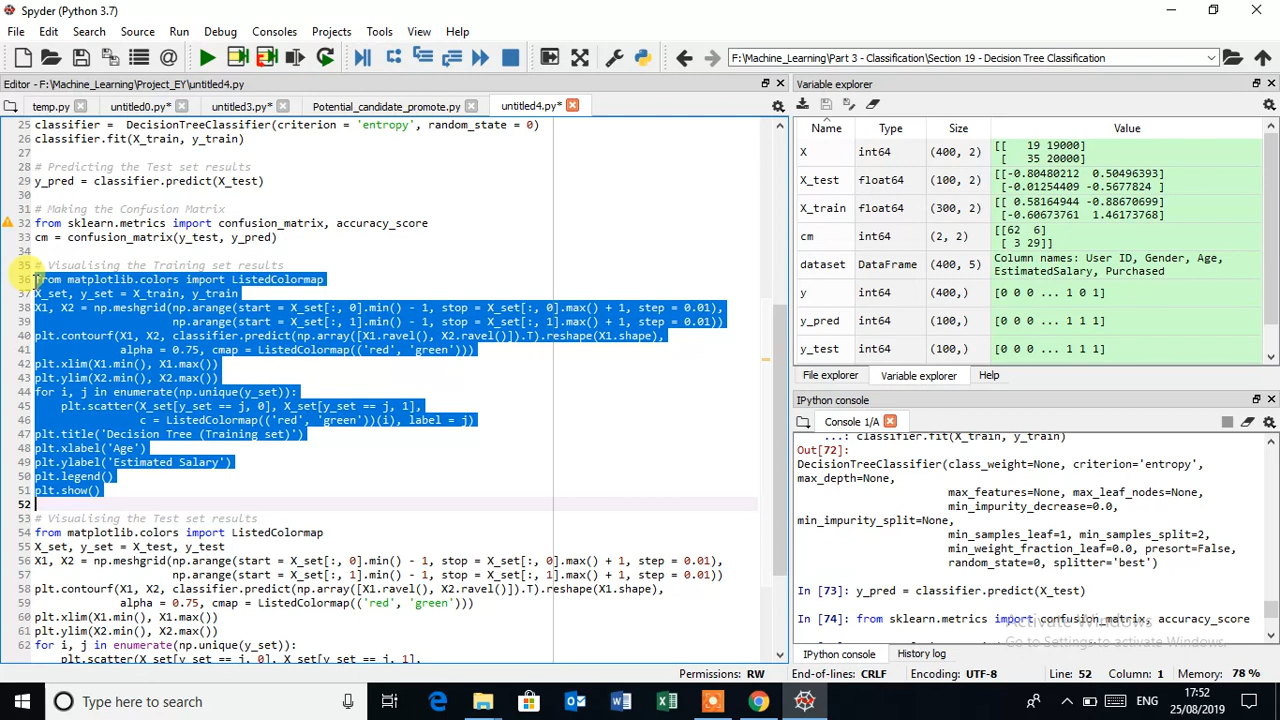 Spyder (Python 3.7)
File Edit Search Source Run Debug Consoles Projects Tools View Help
F:\Machine_Learning\Part 3 - Classification\Section 19 - Decision Tree Classification
Editor - F:\Machine_Learning\Project_EY\untitled4.py
temp.py untitled0.py* untitled3.py* Potential_candidate_promote.py untitled4.py*
25 classifier =  DecisionTreeClassifier(criterion = 'entropy', random_state = 0)
26 classifier.fit(X_train, y_train)
27
28 # Predicting the Test set results
29 y_pred = classifier.predict(X_test)
30
31 # Making the Confusion Matrix
32 from sklearn.metrics import confusion_matrix, accuracy_score
33 cm = confusion_matrix(y_test, y_pred)
34
35 # Visualising the Training set results
36 from matplotlib.colors import ListedColormap
37 X_set, y_set = X_train, y_train
38 X1, X2 = np.meshgrid(np.arange(start = X_set[:, 0].min() - 1, stop = X_set[:, 0].max() + 1, step = 0.01),
39 np.arange(start = X_set[:, 1].min() - 1, stop = X_set[:, 1].max() + 1, step = 0.01))
40 plt.contourf(X1, X2, classifier.predict(np.array([X1.ravel(), X2.ravel()]).T).reshape(X1.shape),
41 alpha = 0.75, cmap = ListedColormap(('red', 'green')))
42 plt.xlim(X1.min(), X1.max())
43 plt.ylim(X2.min(), X2.max())
44 for i, j in enumerate(np.unique(y_set)):
45 plt.scatter(X_set[y_set == j, 0], X_set[y_set == j, 1],
46 c = ListedColormap(('red', 'green'))(i), label = j)
47 plt.title('Decision Tree (Training set)')
48 plt.xlabel('Age')
49 plt.ylabel('Estimated Salary')
50 plt.legend()
51 plt.show()
52
53 # Visualising the Test set results
54 from matplotlib.colors import ListedColormap
55 X_set, y_set = X_test, y_test
56 X1, X2 = np.meshgrid(np.arange(start = X_set[:, 0].min() - 1, stop = X_set[:, 0].max() + 1, step = 0.01),
57 np.arange(start = X_set[:, 1].min() - 1, stop = X_set[:, 1].max() + 1, step = 0.01))
58 plt.contourf(X1, X2, classifier.predict(np.array([X1.ravel(), X2.ravel()]).T).reshape(X1.shape),
59 alpha = 0.75, cmap = ListedColormap(('red', 'green')))
60 plt.xlim(X1.min(), X1.max())
61 plt.ylim(X2.min(), X2.max())
62 for i, j in enumerate(np.unique(y_set)):
plt.scatter(X_set[y_set == j, 0], X_set[y_set == j, 1],
Variable explorer
Name Type Size Value
X int64 (400, 2) [[ 19 19000]
[ 35 20000]
X_test float64 (100, 2) [[-0.80480212 0.50496393]
[-0.01254409 -0.5677824 ]
X_train float64 (300, 2) [[ 0.58164944 -0.88670699]
[-0.60673761 1.46173768]
cm int64 (2, 2) [[62 6]
[ 3 29]]
dataset DataFrame (400, 5) Column names: User ID, Gender, Age,
EstimatedSalary, Purchased
y int64 (400,) [0 0 0 ... 1 0 1]
y_pred int64 (100,) [0 0 0 ... 1 1 1]
y_test int64 (100,) [0 0 0 ... 1 1 1]
File explorer Variable explorer Help
IPython console
Console 1/A
...: classifier.fit(X_train, y_train)
Out[72]:
DecisionTreeClassifier(class_weight=None, criterion='entropy',
max_depth=None,
max_features=None, max_leaf_nodes=None,
min_impurity_decrease=0.0,
min_impurity_split=None,
min_samples_leaf=1, min_samples_split=2,
min_weight_fraction_leaf=0.0, presort=False,
random_state=0, splitter='best')
In [73]: y_pred = classifier.predict(X_test)
In [74]: from sklearn.metrics import confusion_matrix, accuracy_score
Activate Windows
Go to Settings to activate Windows.
IPython console History log
Permissions: RW End-of-lines: CRLF Encoding: UTF-8 Line: 52 Column: 1 Memory: 78 %
Type here to search
ENG
17:52
25/08/2019